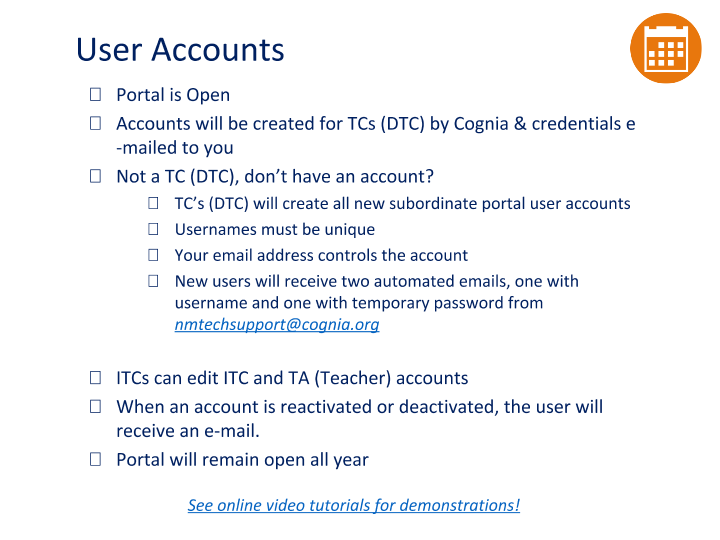 User Accounts
Portal is Open
Accounts will be created for TCs (DTC) by Cognia & credentials e
-mailed to you
Not a TC (DTC), don’t have an account?
TC’s (DTC) will create all new subordinate portal user accounts
Usernames must be unique
Your email address controls the account
New users will receive two automated emails, one with
username and one with temporary password from
nmtechsupport@cognia.org
ITCs can edit ITC and TA (Teacher) accounts
When an account is reactivated or deactivated, the user will
receive an e-mail.
Portal will remain open all year
See online video tutorials for demonstrations!